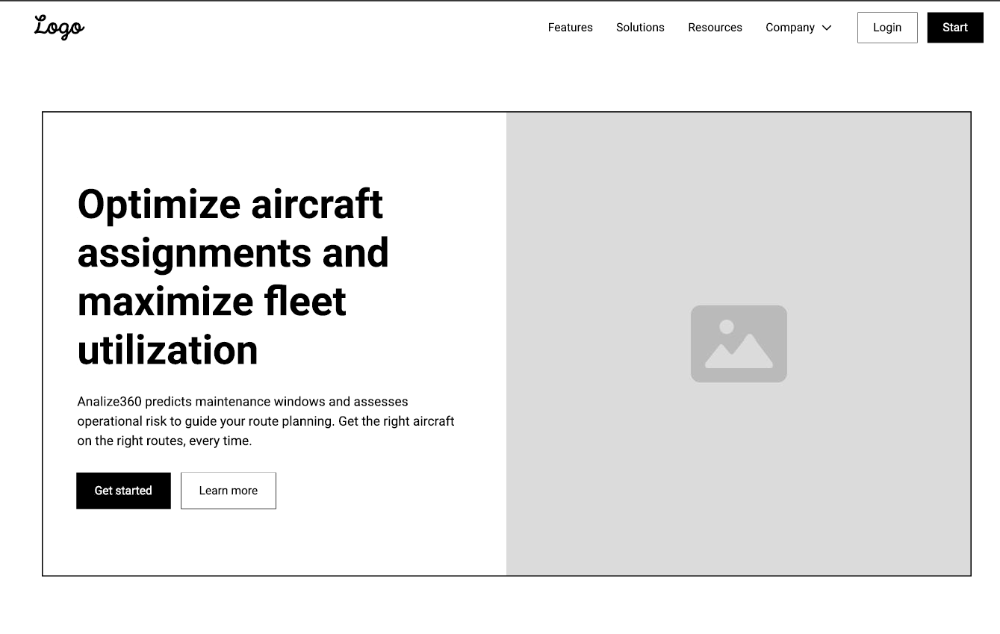 Logo
Features
Solutions
Resources
Company
Login
Start
Optimize aircraft
assignments and
maximize fleet
utilization
Analize360 predicts maintenance windows and assesses
operational risk to guide your route planning. Get the right aircraft
on the right routes, every time.
Get started
Learn more